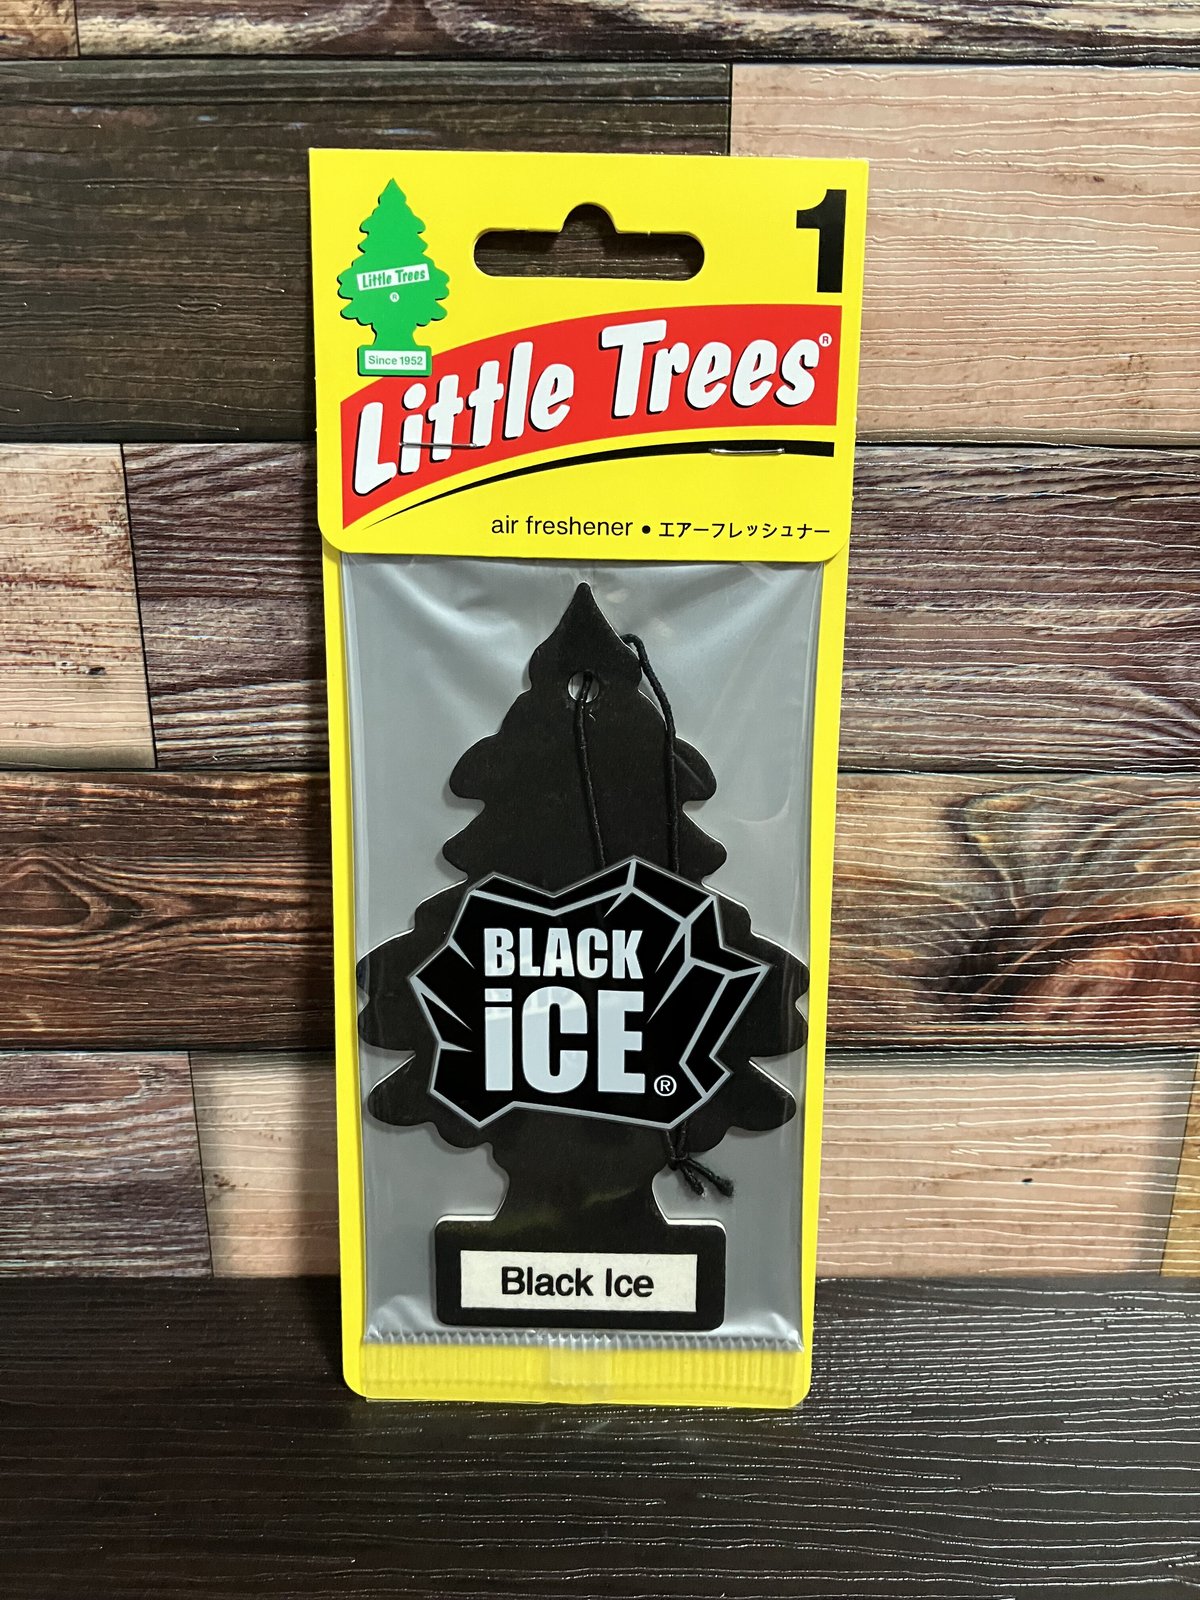 1
Little Trees
®
Since 1952
Little Trees®
air freshener • エアーフレッシュナー
BLACK
iCE®
Black Ice